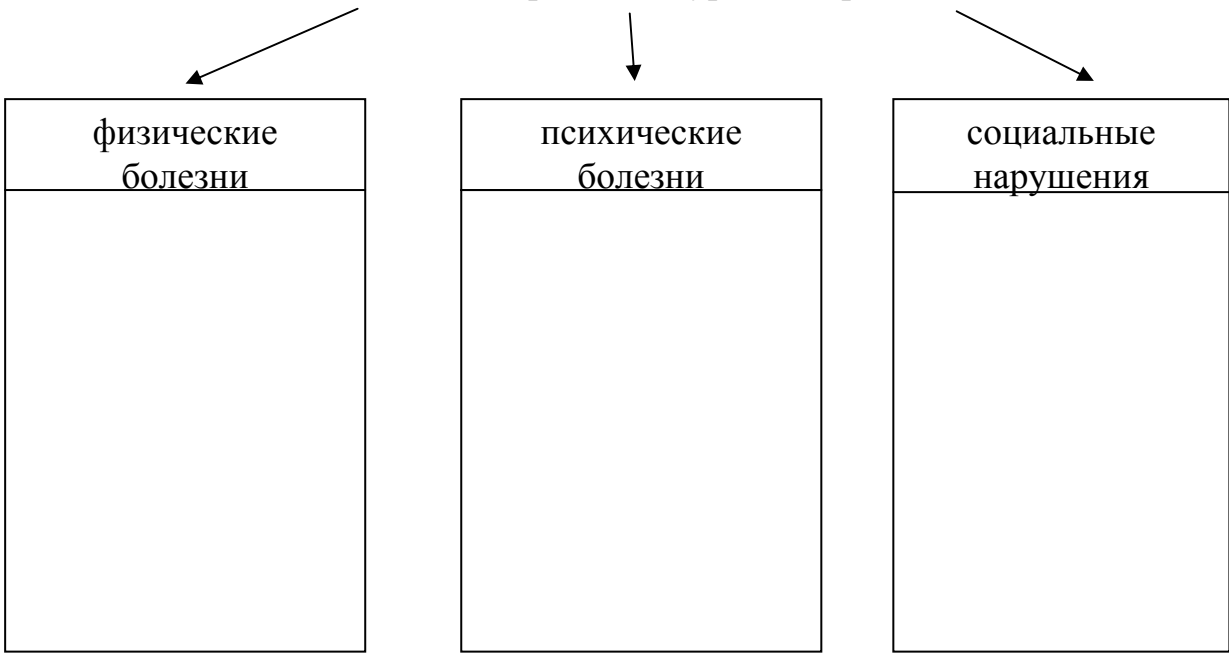 физические
болезни
психические
болезни
социальные
нарушения